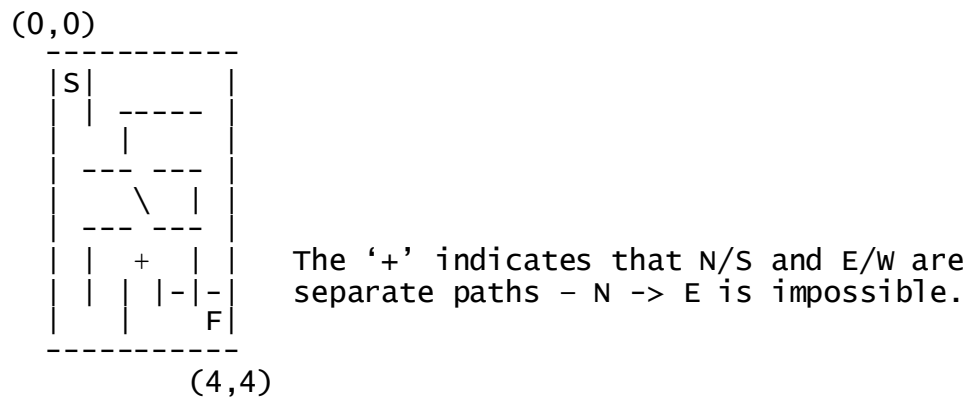 (0,0)
-----------
|S|       |
| | ----- |
|   |     |
| --- --- |
|    \  | |
| --- --- |
| |  +  | |  The ‘+’ indicates that N/S and E/W are
| | | |-|-|  separate paths – N -> E is impossible.
|   |    F|
-----------
(4,4)